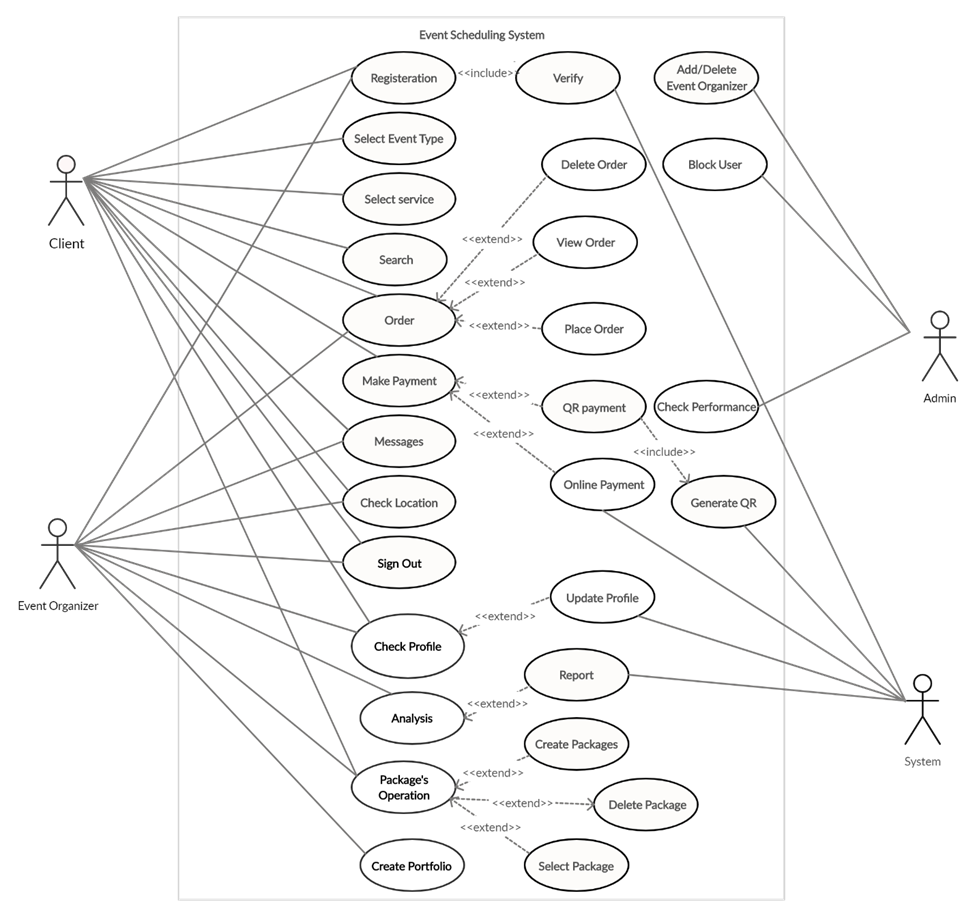 Event Scheduling System
Registeration
<<include>>
Verify
Add/Delete
Event Organizer
Select Event Type
Delete Order
Block User
Select service
Client
<<extend>>
View Order
Search
<<extend>>
Order
<<extend>>
Place Order
Admin
Make Payment
<<extend>>
QR payment
Check Performance
<<extend>>
Messages
<<include>>
Online Payment
Check Location
Generate QR
Sign Out
Event Organizer
Update Profile
<<extend>>
Check Profile
Report
<<extend>>
Analysis
Create Packages
System
<<extend>>
Package's
Operation
<<extend>>
Delete Package
<<extend>>
Create Portfolio
Select Package